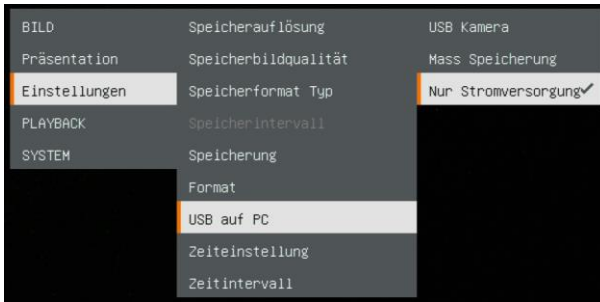 BILD
Präsentation
Einstellungen
PLAYBACK
SYSTEM
Speicherauflösung
Speicherbildqualität
Speicherformat Typ
Speicherintervall
Speicherung
Format
USB auf PC
Zeiteinstellung
Zeitintervall
USB Kamera
Mass Speicherung
Nur Stromversorgung✓